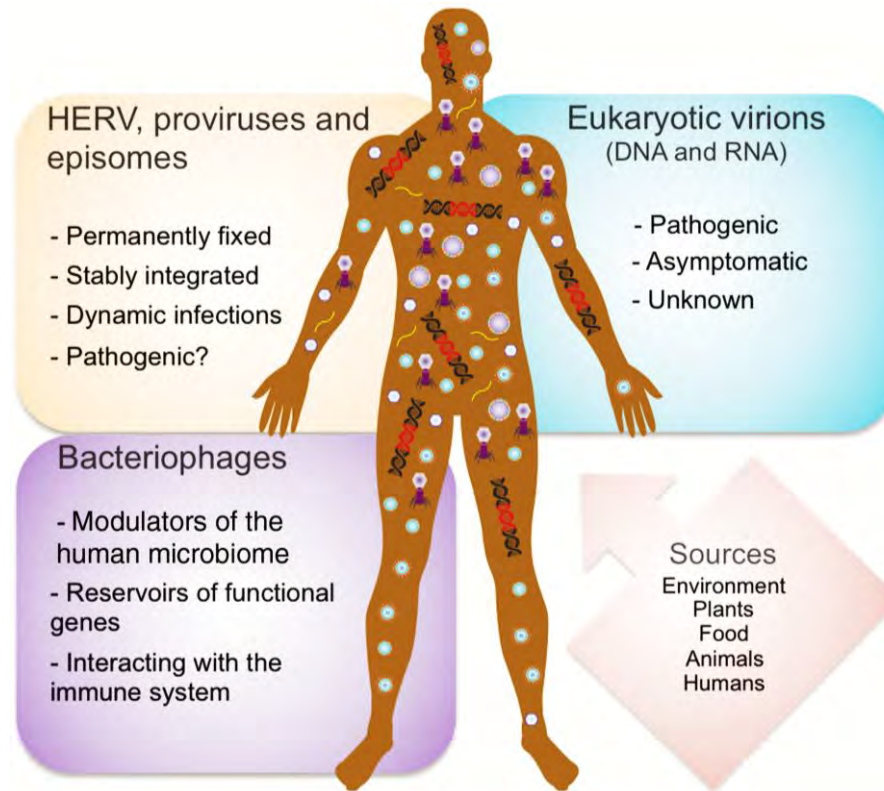 HERV, proviruses and
episomes
- Permanently fixed
- Stably integrated
- Dynamic infections
- Pathogenic?
Eukaryotic virions
(DNA and RNA)
- Pathogenic
- Asymptomatic
- Unknown
Bacteriophages
- Modulators of the
human microbiome
- Reservoirs of functional
genes
- Interacting with the
immune system
Sources
Environment
Plants
Food
Animals
Humans